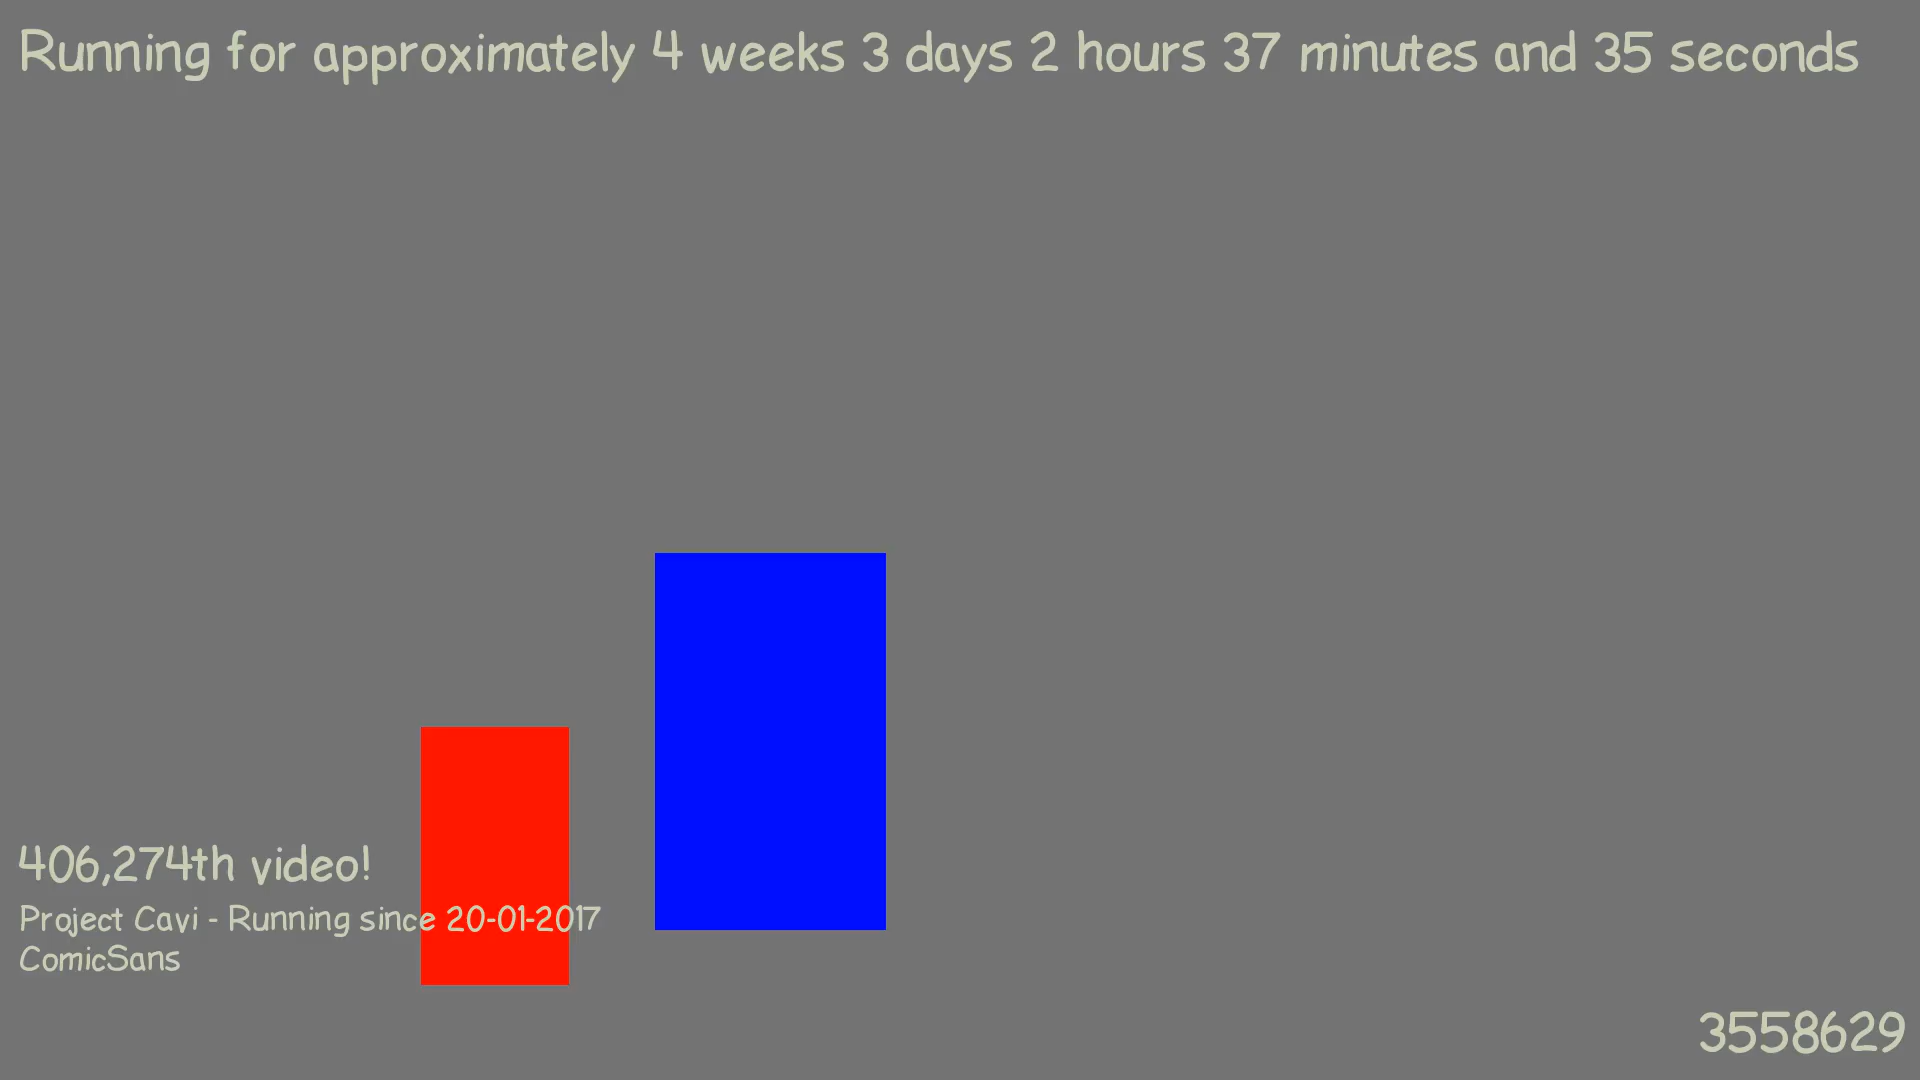 Running for approximately 4 weeks 3 days 2 hours 37 minutes and 35 seconds
406,274th video!
Project Cavi - Running since 20-01-2017
ComicSans
3558629